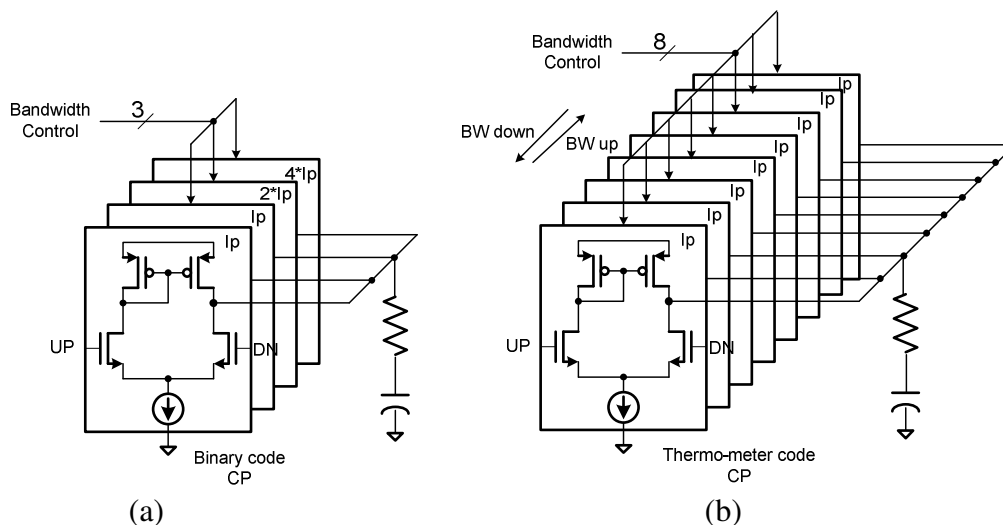 Bandwidth
Control
3
4*Ip
2*Ip
Ip
Ip
UP
DN
Binary code
CP
(a)
Bandwidth
Control
8
BW down
BW up
Ip
Ip
Ip
Ip
Ip
Ip
Ip
Ip
UP
DN
Thermo-meter code
CP
(b)